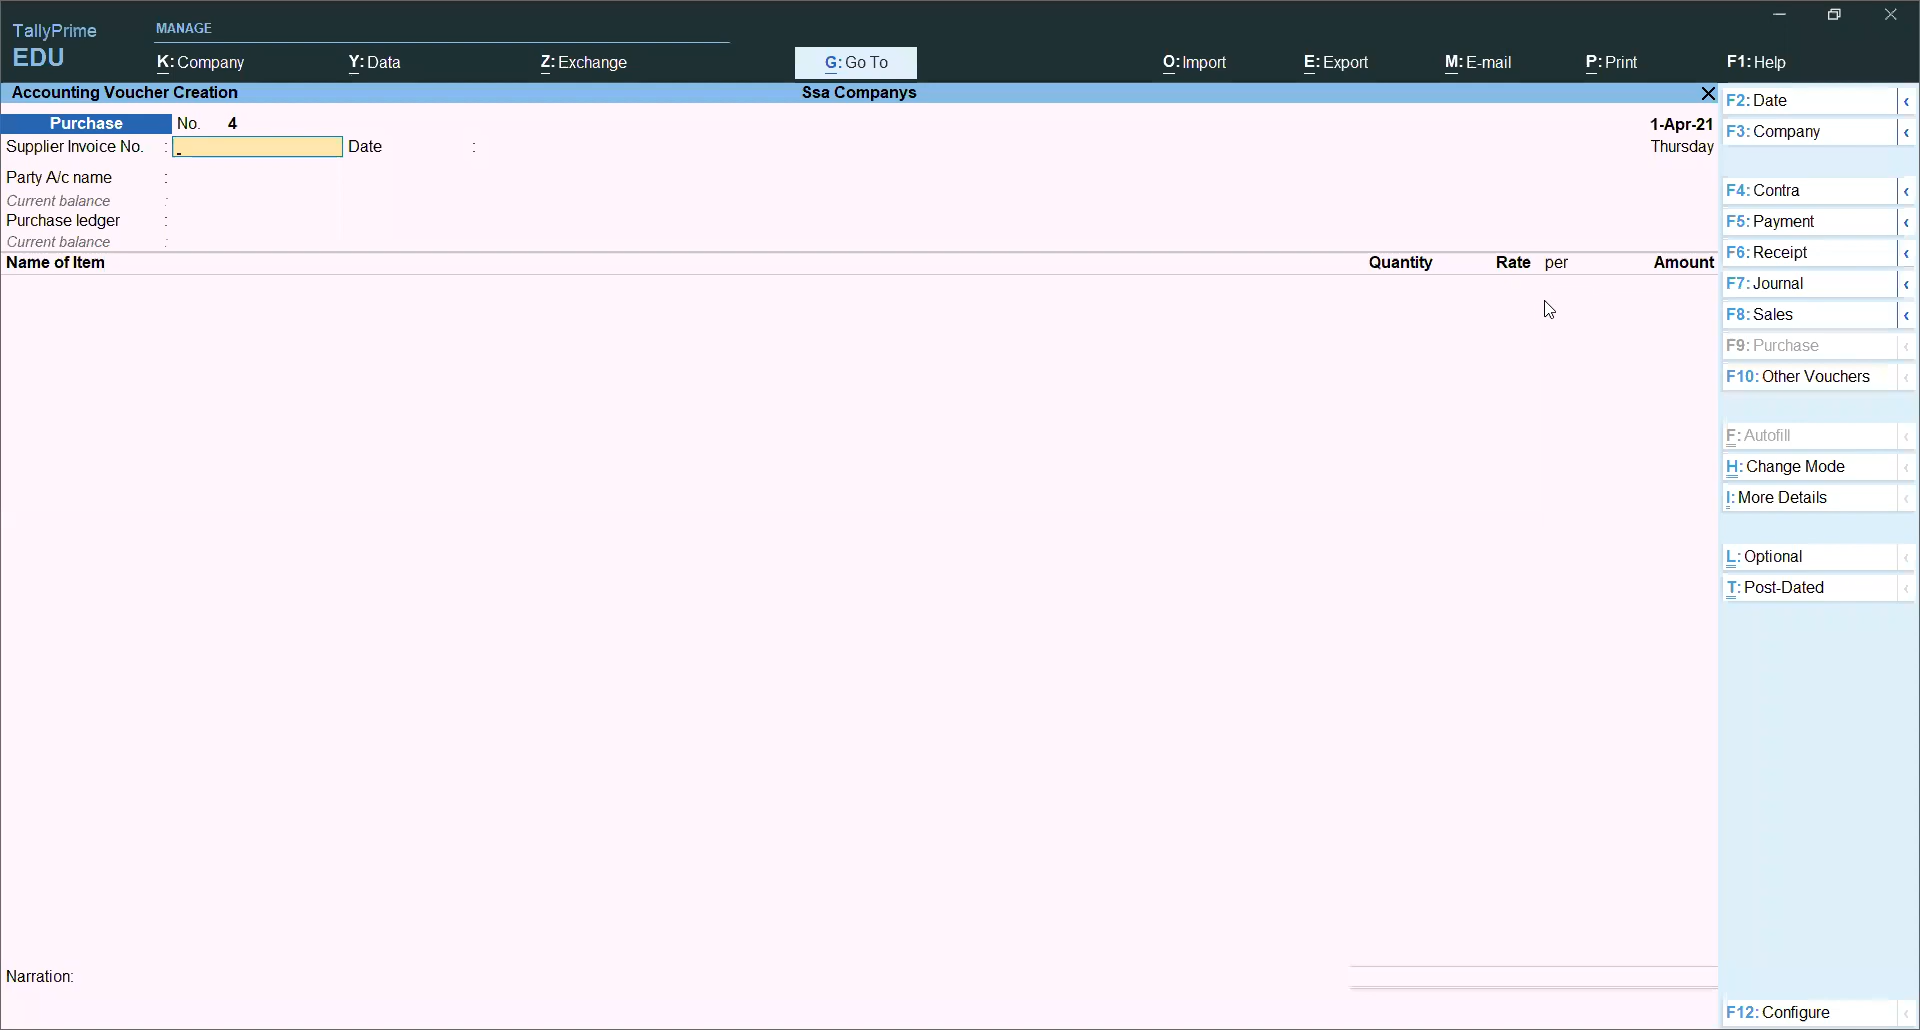 TallyPrime
EDU
MANAGE
K: Company
Y: Data
Z: Exchange
G: Go To
O: Import
E: Export
M: E-mail
P: Print
F1: Help
Accounting Voucher Creation
Ssa Companys
Purchase No. 4
1-Apr-21
Supplier Invoice No. : Date :
Thursday
Party A/c name :
Current balance :
Purchase ledger :
Current balance :
Name of Item Quantity Rate per Amount
Narration:
F2: Date
F3: Company
F4: Contra
F5: Payment
F6: Receipt
F7: Journal
F8: Sales
F9: Purchase
F10: Other Vouchers
F: Autofill
H: Change Mode
I: More Details
L: Optional
T: Post-Dated
F12: Configure